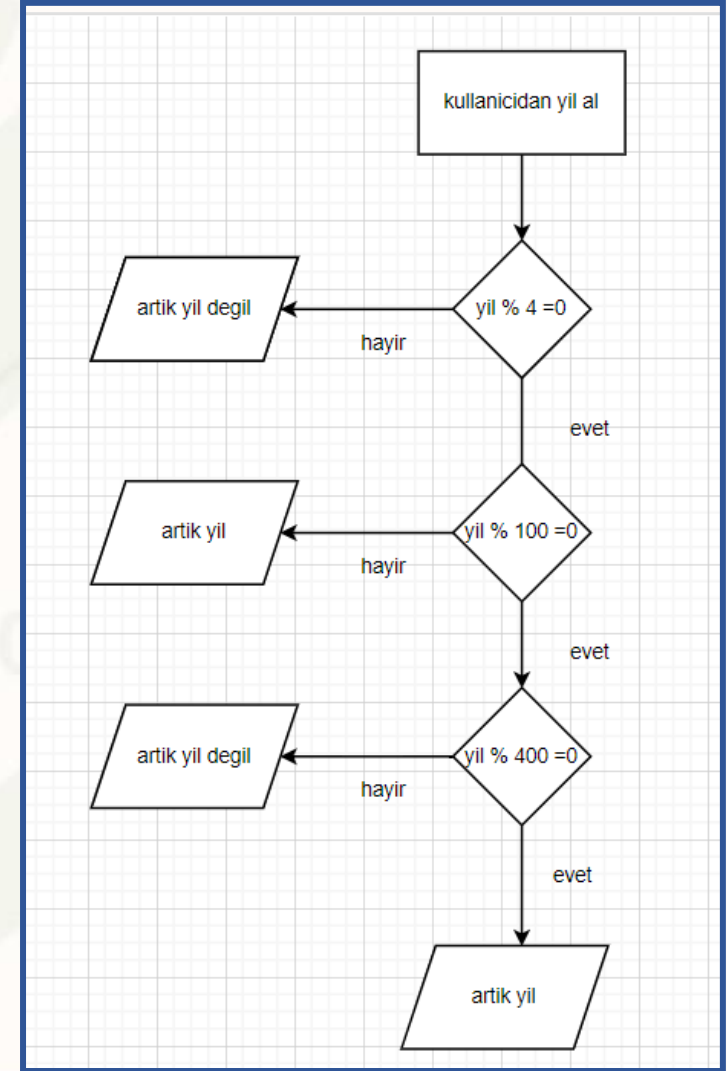 kullanicidan yil al
artik yil degil
yil % 4 =0
hayir
evet
artik yil
yil % 100 =0
hayir
evet
artik yil degil
yil % 400 =0
hayir
evet
artik yil